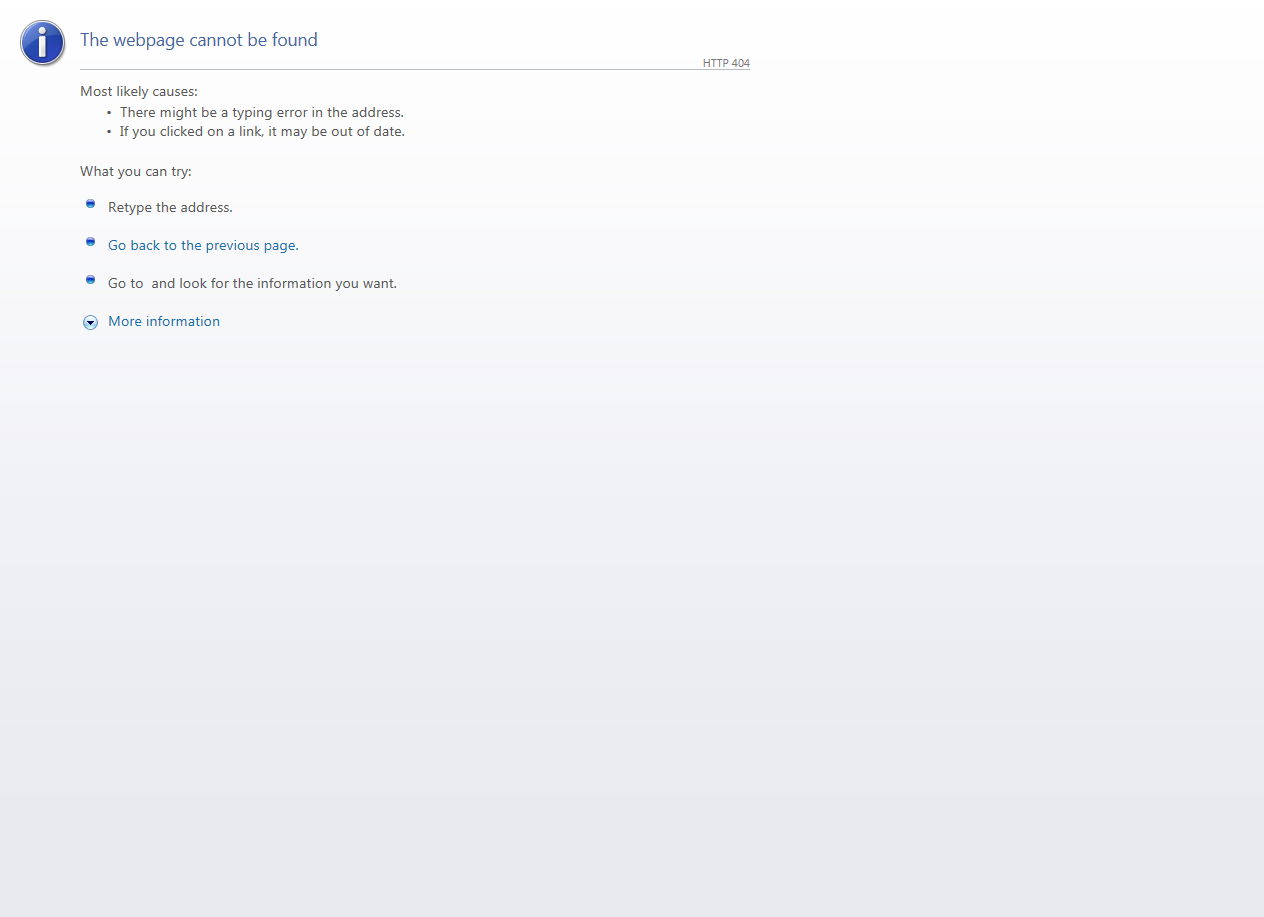 The webpage cannot be found
HTTP 404
Most likely causes:
• There might be a typing error in the address.
• If you clicked on a link, it may be out of date.
What you can try:
Retype the address.
Go back to the previous page.
Go to  and look for the information you want.
More information